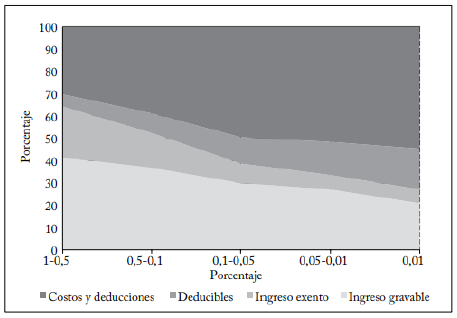 100
90
80
70
60
50
40
30
20
10
0
Porcentaje
1-0,5 0,5-0,1 0,1-0,05 0,05-0,01 0,01
Porcentaje
Costos y deducciones Deducibles Ingreso exento Ingreso gravable